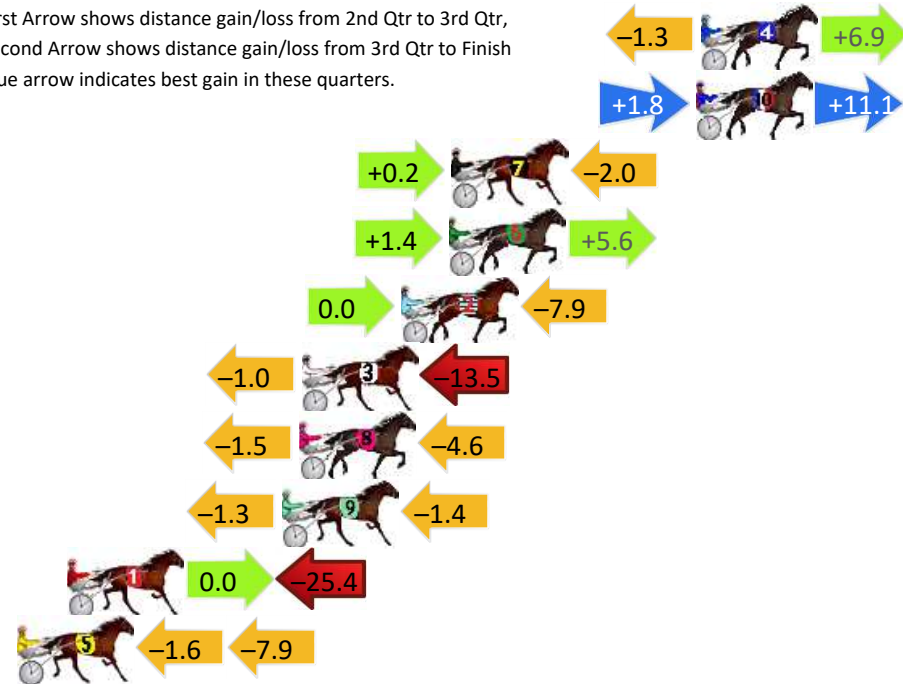 rst Arrow shows distance gain/loss from 2nd Qtr to 3rd Qtr,
cond Arrow shows distance gain/loss from 3rd Qtr to Finish
ue arrow indicates best gain in these quarters.
–1.3 4 +6.9
+1.8 10 +11.1
+0.2 7 –2.0
+1.4 6 +5.6
0.0 –7.9
–1.0 3 –13.5
–1.5 8 –4.6
–1.3 9 –1.4
1 0.0 –25.4
5 –1.6 –7.9